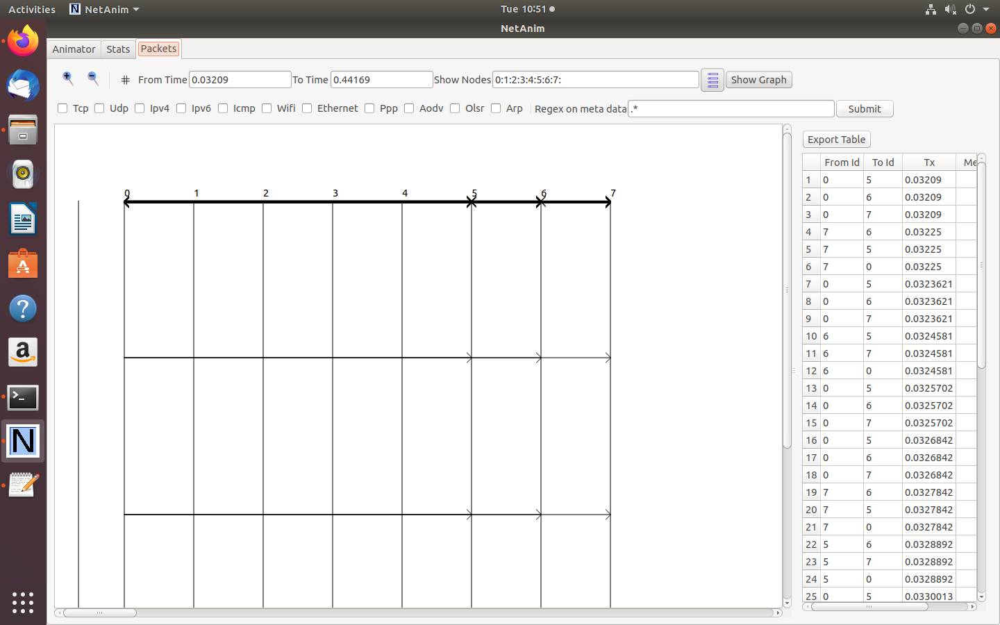 Activities NetAnim Tue 10:51
NetAnim
Animator Stats Packets
From Time 0.03209 To Time 0.44169 Show Nodes 0:1:2:3:4:5:6:7: Show Graph
Tcp Udp Ipv4 Ipv6 Icmp Wifi Ethernet Ppp Aodv Olsr Arp Regex on meta data .* Submit
Export Table
0 1 2 3 4 5 6 7
From Id To Id Tx Me
1 0 5 0.03209
2 0 6 0.03209
3 0 7 0.03209
4 7 6 0.03225
5 7 5 0.03225
6 7 0 0.03225
7 0 5 0.0323621
8 0 6 0.0323621
9 0 7 0.0323621
10 6 5 0.0324581
11 6 7 0.0324581
12 6 0 0.0324581
13 0 5 0.0325702
14 0 6 0.0325702
15 0 7 0.0325702
16 0 5 0.0326842
17 0 6 0.0326842
18 0 7 0.0326842
19 7 6 0.0327842
20 7 5 0.0327842
21 7 0 0.0327842
22 5 6 0.0328892
23 5 7 0.0328892
24 5 0 0.0328892
25 0 5 0.0330013